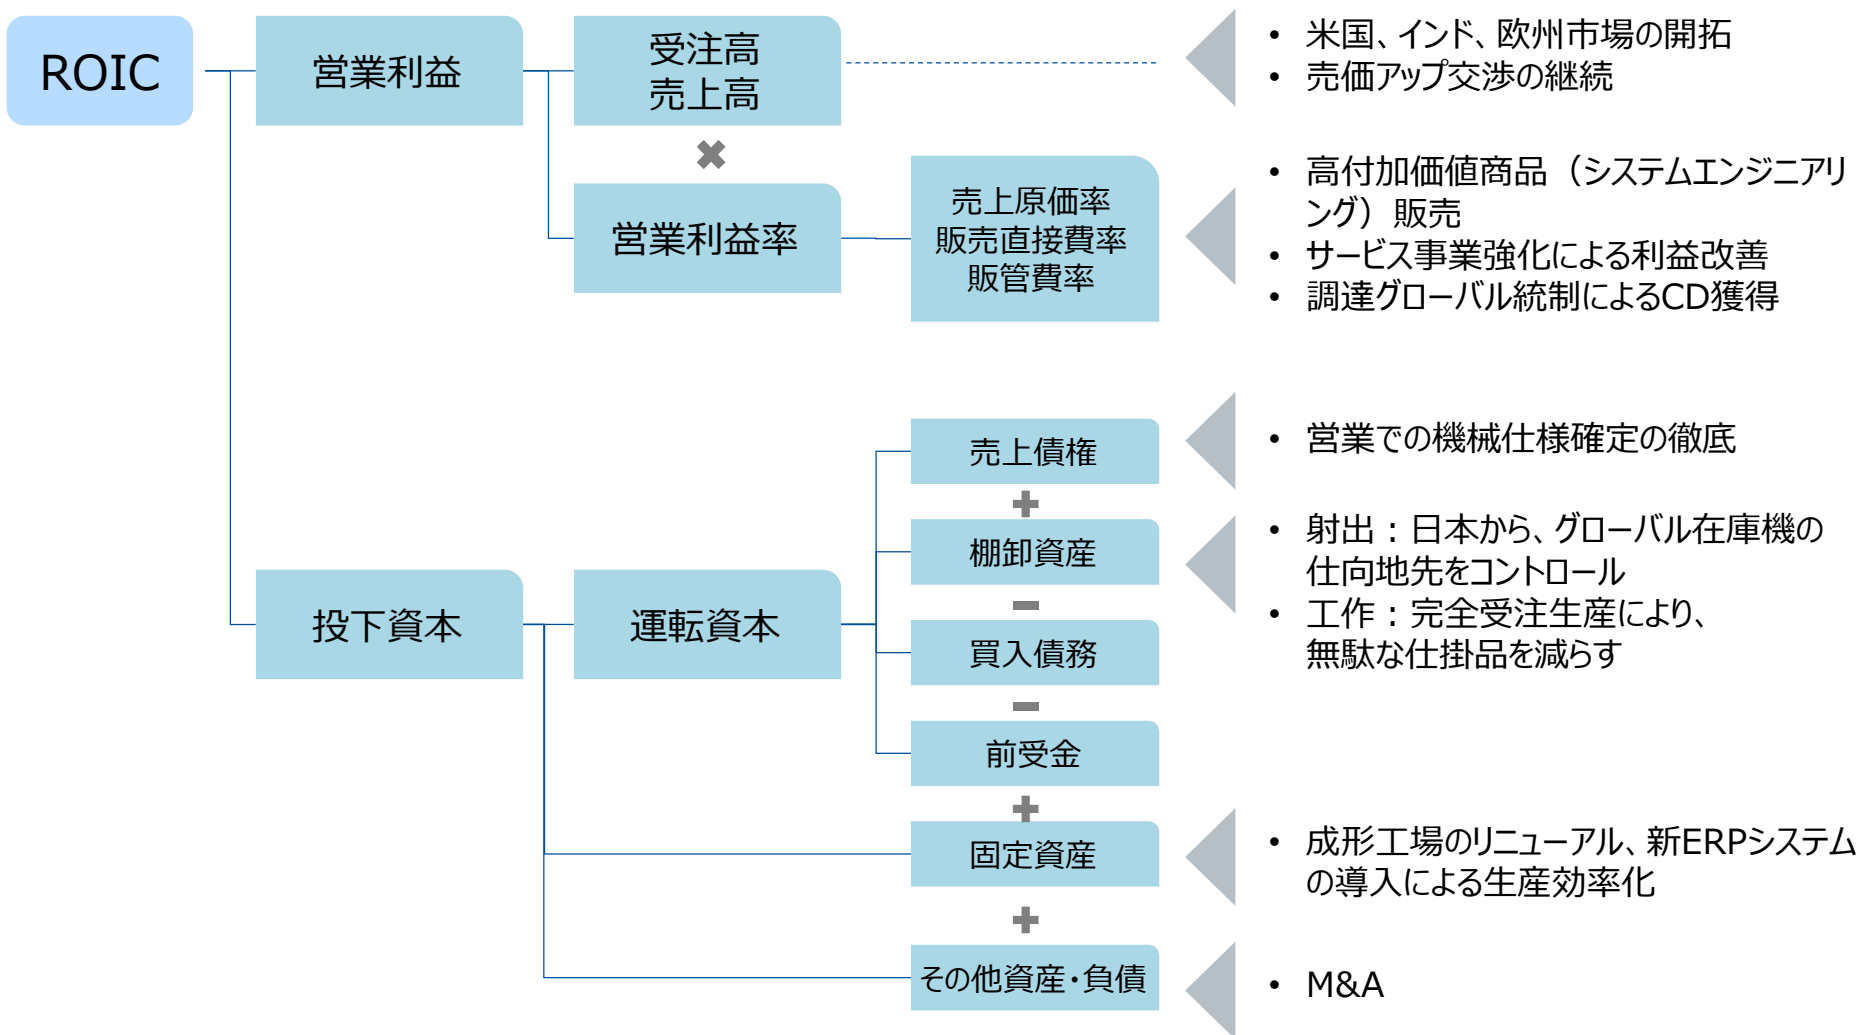 ROIC
営業利益
受注高
売上高
営業利益率
売上原価率
販売直接費率
販管費率
• 米国、インド、欧州市場の開拓
• 売価アップ交渉の継続
• 高付加価値商品（システムエンジニアリ
ング）販売
• サービス事業強化による利益改善
• 調達グローバル統制によるCD獲得
投下資本
運転資本
売上債権
棚卸資産
買入債務
前受金
固定資産
その他資産・負債
• 営業での機械仕様確定の徹底
• 射出：日本から、グローバル在庫機の
仕向地先をコントロール
• 工作：完全受注生産により、
無駄な仕掛品を減らす
• 成形工場のリニューアル、新ERPシステム
の導入による生産効率化
• M&A